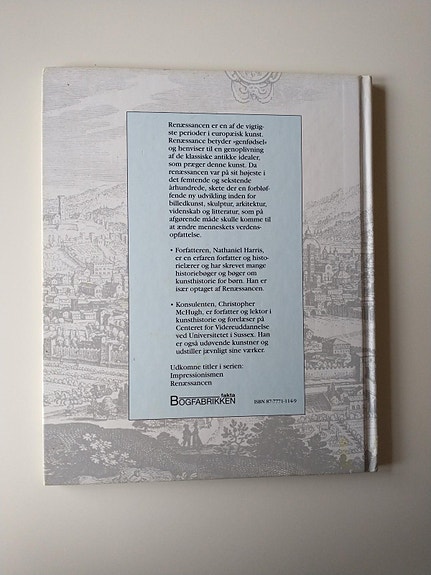 Renæssancen er en af de vigtig-
ste perioder i europæisk kunst.
Renæssance betyder »genfødsel«
og henviser til en genoplivning
af de klassiske antikke idealer,
som præger denne kunst. Da
renæssancen var på sit højeste i
det femtende og sekstende
århundrede, skete der en forbløf-
fende ny udvikling inden for
billedkunst, skulptur, arkitektur,
videnskab og litteratur, som på
afgørende måde skulle komme til
at ændre menneskets verdens-
opfattelse.
• Forfatteren, Nathaniel Harris,
er en erfaren forfatter og histo-
rielærer og har skrevet mange
historiebøger og bøger om
kunsthistorie for børn. Han er
især optaget af Renæssancen.
• Konsulenten, Christopher
McHugh, er forfatter og lektor i
kunsthistorie og forelæser på
Centeret for Videreuddannelse
ved Universitetet i Sussex. Han
er også udøvende kunstner og
udstiller jævnligt sine værker.
Udkomne titler i serien:
Impressionismen
Renæssancen
fakta
BOGFABRIKKEN
ISBN 87-7771-114-9